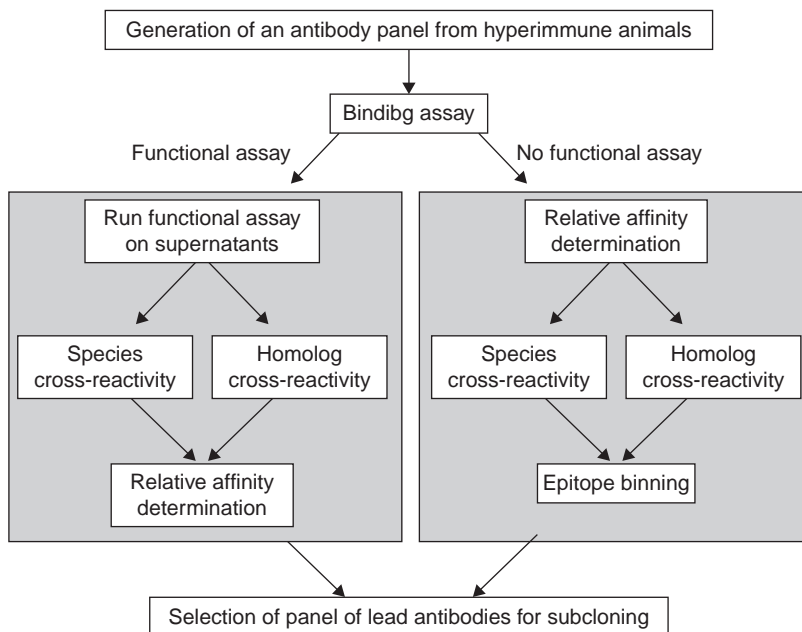 Generation of an antibody panel from hyperimmune animals
Bindibg assay
Functional assay
No functional assay
Run functional assay
on supernatants
Species
cross-reactivity
Homolog
cross-reactivity
Relative affinity
determination
Relative affinity
determination
Species
cross-reactivity
Homolog
cross-reactivity
Epitope binning
Selection of panel of lead antibodies for subcloning